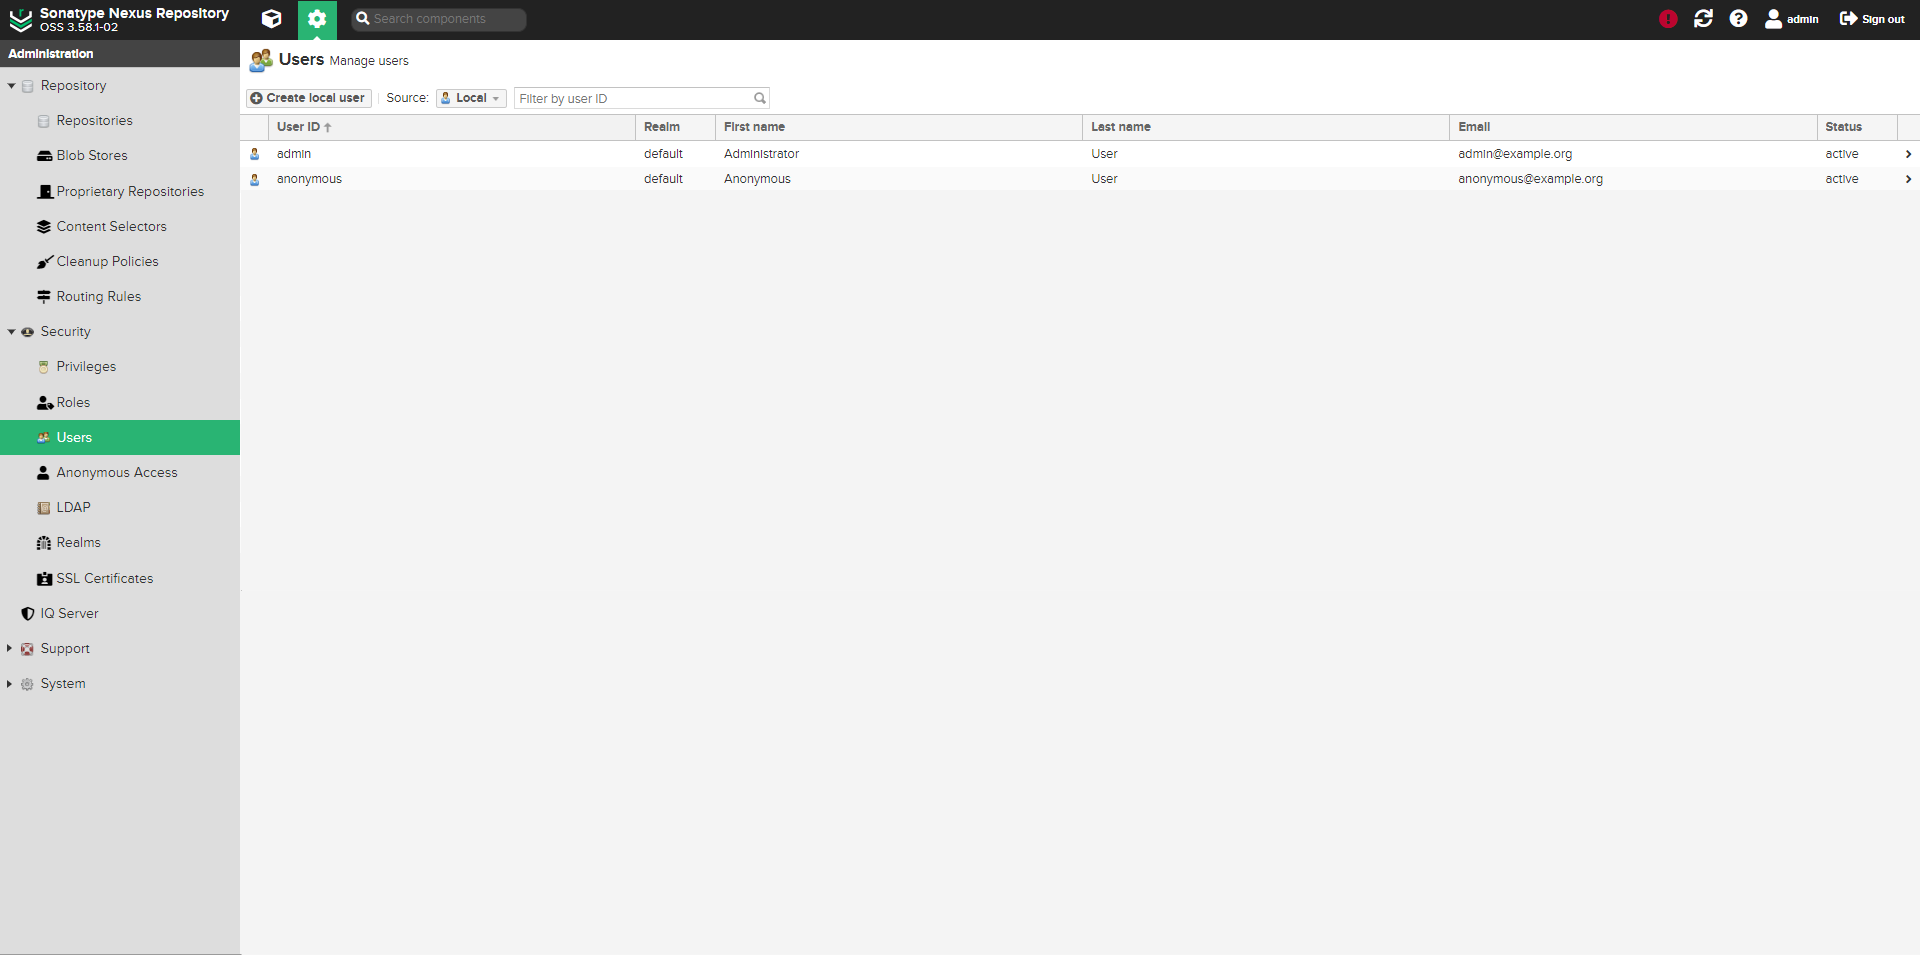 Sonatype Nexus Repository
OSS 3.58.1-02
Search components
admin
Sign out
Administration
Repository
Repositories
Blob Stores
Proprietary Repositories
Content Selectors
Cleanup Policies
Routing Rules
Security
Privileges
Roles
Users
Anonymous Access
LDAP
Realms
SSL Certificates
IQ Server
Support
System
Users Manage users
Create local user Source: Local Filter by user ID
User ID Realm First name Last name Email Status
admin default Administrator User admin@example.org active
anonymous default Anonymous User anonymous@example.org active